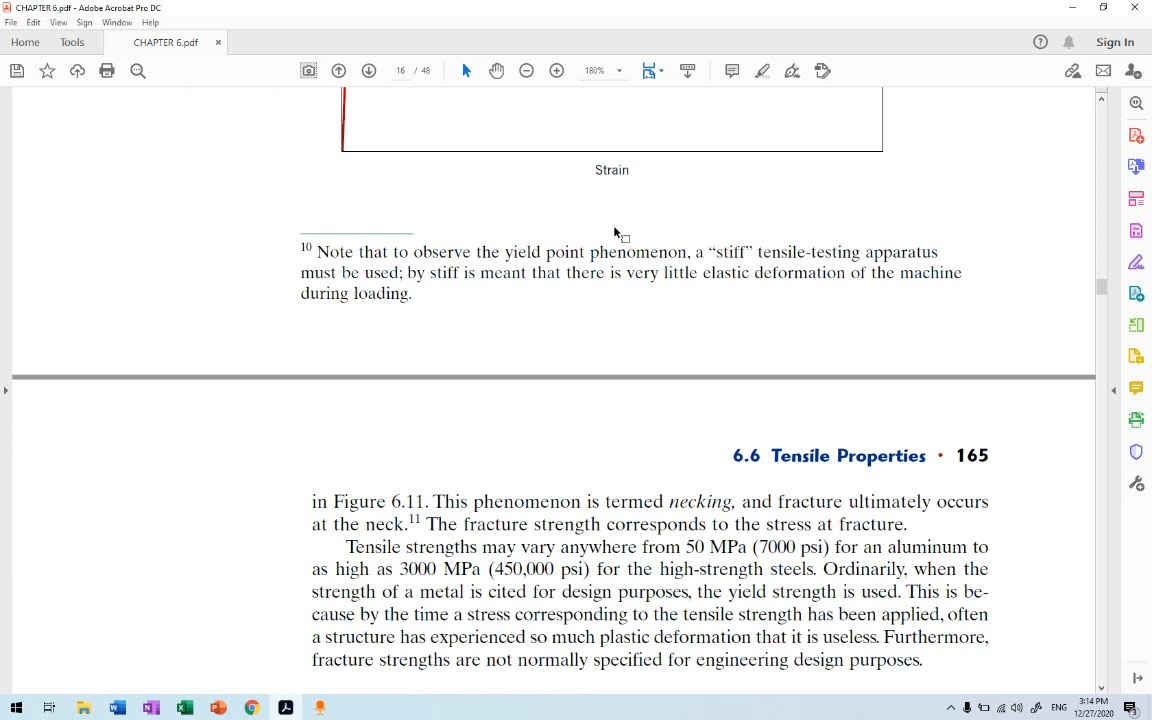 CHAPTER 6.pdf - Adobe Acrobat Pro DC
File Edit View Sign Window Help
Home Tools CHAPTER 6.pdf × Sign In
16 / 48 180%
Strain
10 Note that to observe the yield point phenomenon, a “stiff” tensile-testing apparatus
must be used; by stiff is meant that there is very little elastic deformation of the machine
during loading.
6.6 Tensile Properties • 165
in Figure 6.11. This phenomenon is termed necking, and fracture ultimately occurs
at the neck.11 The fracture strength corresponds to the stress at fracture.
Tensile strengths may vary anywhere from 50 MPa (7000 psi) for an aluminum to
as high as 3000 MPa (450,000 psi) for the high-strength steels. Ordinarily, when the
strength of a metal is cited for design purposes, the yield strength is used. This is be-
cause by the time a stress corresponding to the tensile strength has been applied, often
a structure has experienced so much plastic deformation that it is useless. Furthermore,
fracture strengths are not normally specified for engineering design purposes.
ENG
3:14 PM
12/27/2020
3